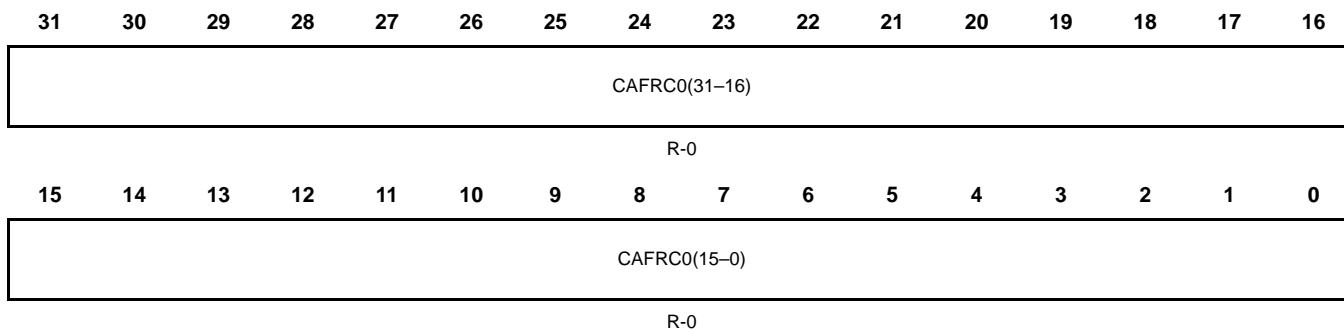 31 30 29 28 27 26 25 24 23 22 21 20 19 18 17 16
CAFRC0(31–16)
R-0
15 14 13 12 11 10 9 8 7 6 5 4 3 2 1 0
CAFRC0(15–0)
R-0